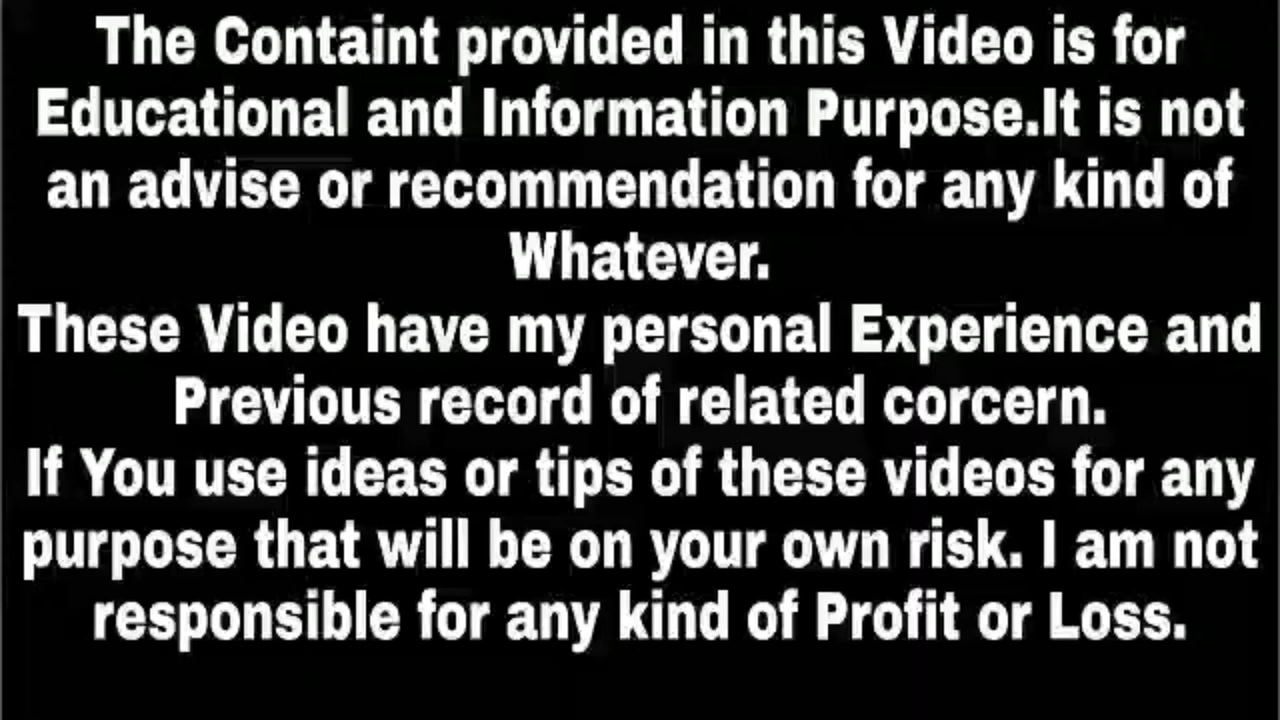 The Containt provided in this Video is for
Educational and Information Purpose.It is not
an advise or recommendation for any kind of
Whatever.
These Video have my personal Experience and
Previous record of related corcern.
If You use ideas or tips of these videos for any
purpose that will be on your own risk. I am not
responsible for any kind of Profit or Loss.